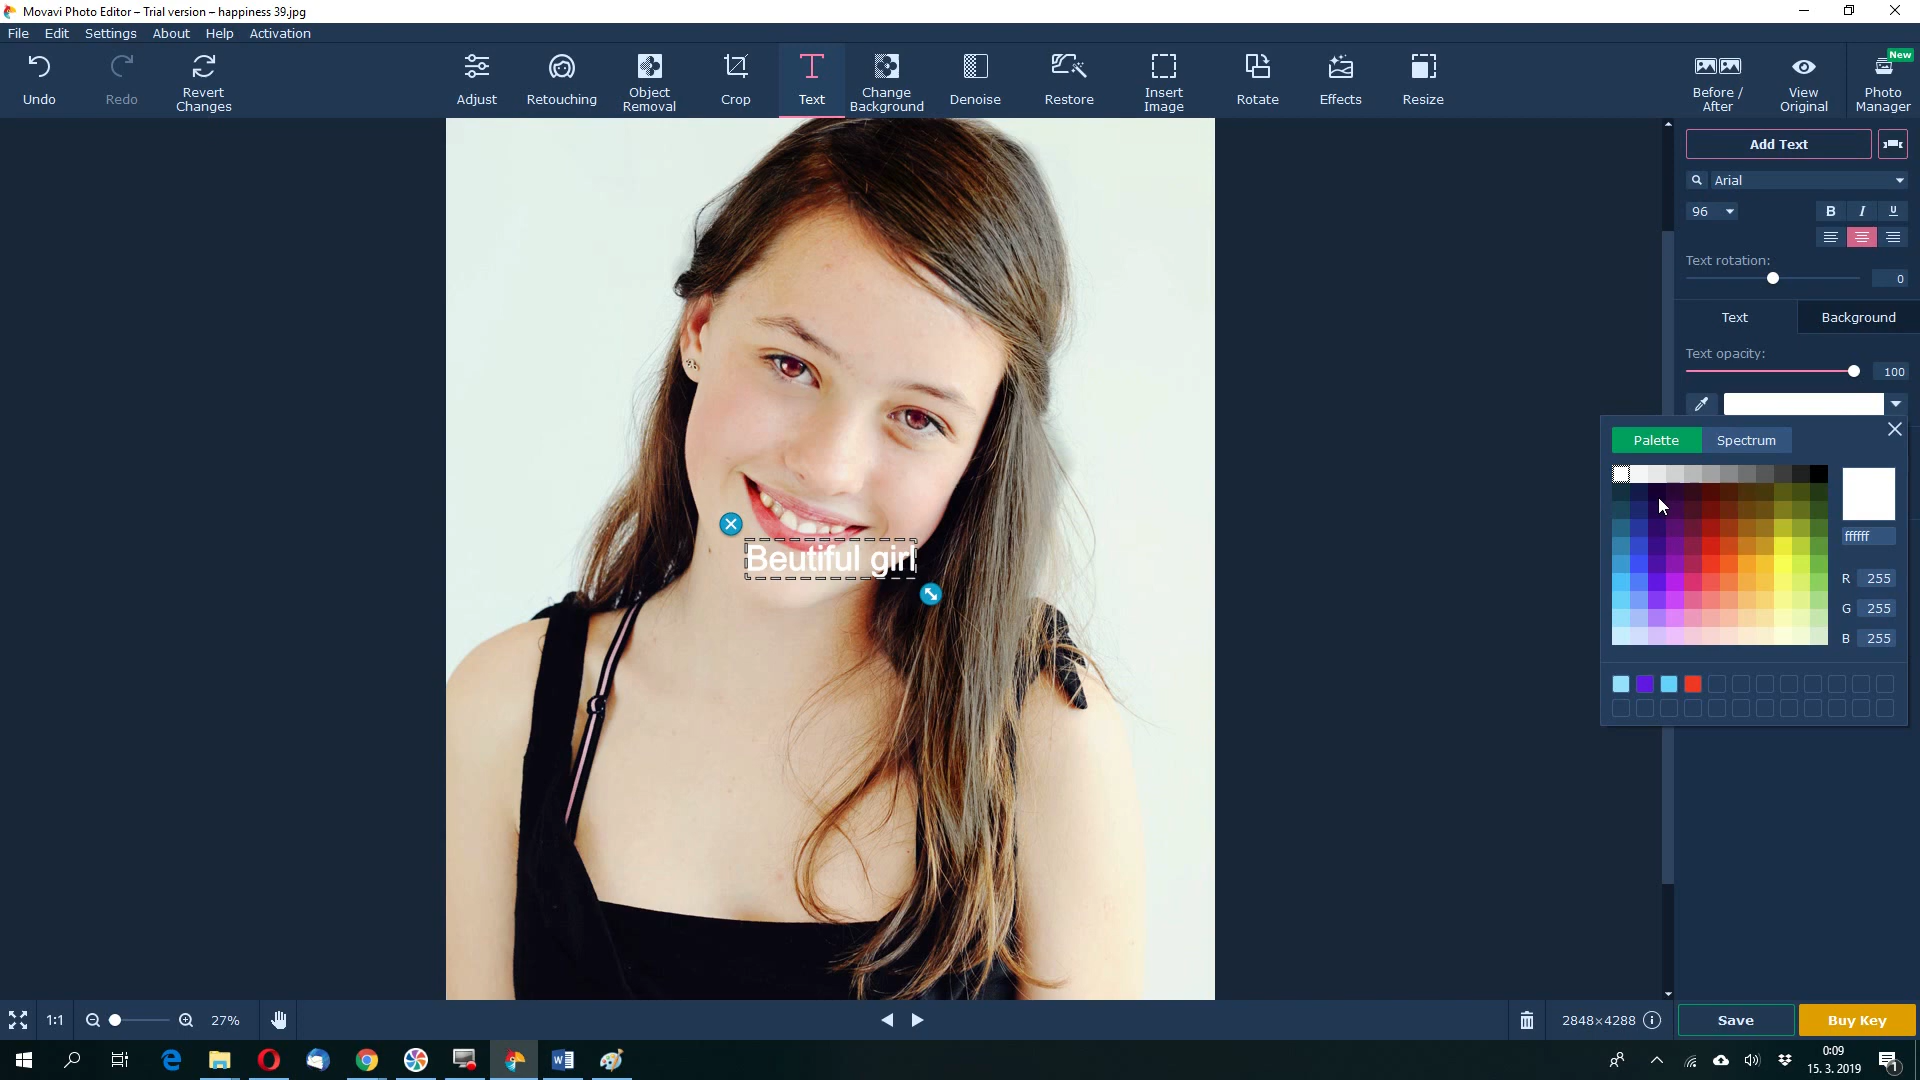 Movavi Photo Editor – Trial version – happiness 39.jpg
File Edit Settings About Help Activation
Undo
Redo
Revert Changes
Adjust
Retouching
Object Removal
Crop
Text
Change Background
Denoise
Restore
Insert Image
Rotate
Effects
Resize
Before / After
View Original
New
Photo Manager
Add Text
Arial
96 B I U
Text rotation:
0
Text Background
Text opacity:
100
Palette Spectrum
ffffff
R 255
G 255
B 255
Beutiful girl
1:1 27% 2848×4288 Save Buy Key
0:09
15. 3. 2019
1